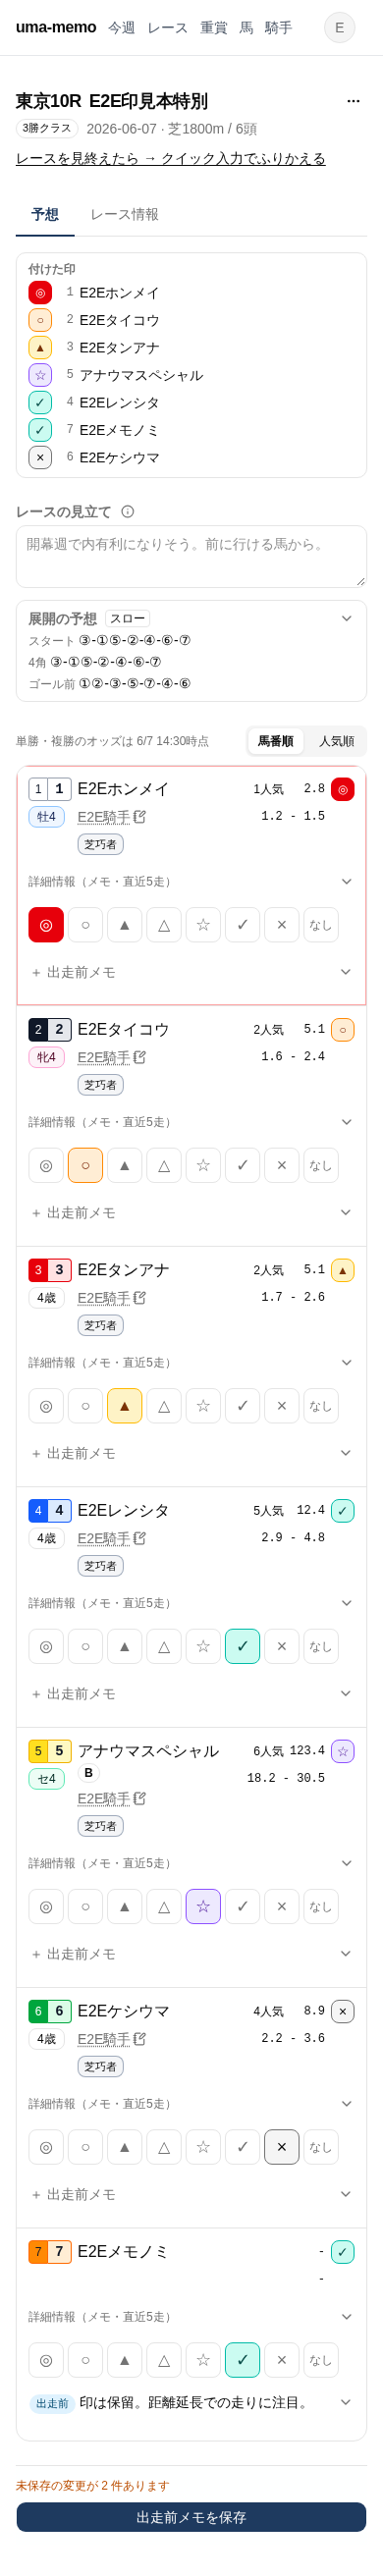 uma-memo 今週 レース 重賞 馬 騎手 E
東京10R E2E印見本特別 …
3勝クラス 2026-06-07 · 芝1800m / 6頭
レースを見終えたら → クイック入力でふりかえる
予想 レース情報
付けた印
◎ 1 E2Eホンメイ
○ 2 E2Eタイコウ
▲ 3 E2Eタンアナ
☆ 5 アナウマスペシャル
✓ 4 E2Eレンシタ
✓ 7 E2Eメモノミ
× 6 E2Eケシウマ
レースの見立て
開幕週で内有利になりそう。前に行ける馬から。
展開の予想 スロー
スタート ③-①⑤-②-④-⑥-⑦
4角 ③-①⑤-②-④-⑥-⑦
ゴール前 ①②-③-⑤-⑦-④-⑥
単勝・複勝のオッズは 6/7 14:30時点 馬番順 人気順
1 1 E2Eホンメイ 1人気 2.8 ◎
牡4 E2E騎手 1.2 - 1.5
芝巧者
詳細情報（メモ・直近5走）
◎ ○ ▲ △ ☆ ✓ × なし
＋ 出走前メモ
2 2 E2Eタイコウ 2人気 5.1 ○
牝4 E2E騎手 1.6 - 2.4
芝巧者
詳細情報（メモ・直近5走）
◎ ○ ▲ △ ☆ ✓ × なし
＋ 出走前メモ
3 3 E2Eタンアナ 2人気 5.1 ▲
4歳 E2E騎手 1.7 - 2.6
芝巧者
詳細情報（メモ・直近5走）
◎ ○ ▲ △ ☆ ✓ × なし
＋ 出走前メモ
4 4 E2Eレンシタ 5人気 12.4 ✓
4歳 E2E騎手 2.9 - 4.8
芝巧者
詳細情報（メモ・直近5走）
◎ ○ ▲ △ ☆ ✓ × なし
＋ 出走前メモ
5 5 アナウマスペシャル 6人気 123.4 ☆
セ4 B 18.2 - 30.5
E2E騎手
芝巧者
詳細情報（メモ・直近5走）
◎ ○ ▲ △ ☆ ✓ × なし
＋ 出走前メモ
6 6 E2Eケシウマ 4人気 8.9 ×
4歳 E2E騎手 2.2 - 3.6
芝巧者
詳細情報（メモ・直近5走）
◎ ○ ▲ △ ☆ ✓ × なし
＋ 出走前メモ
7 7 E2Eメモノミ - ✓
-
詳細情報（メモ・直近5走）
◎ ○ ▲ △ ☆ ✓ × なし
出走前 印は保留。距離延長での走りに注目。
未保存の変更が 2 件あります
出走前メモを保存